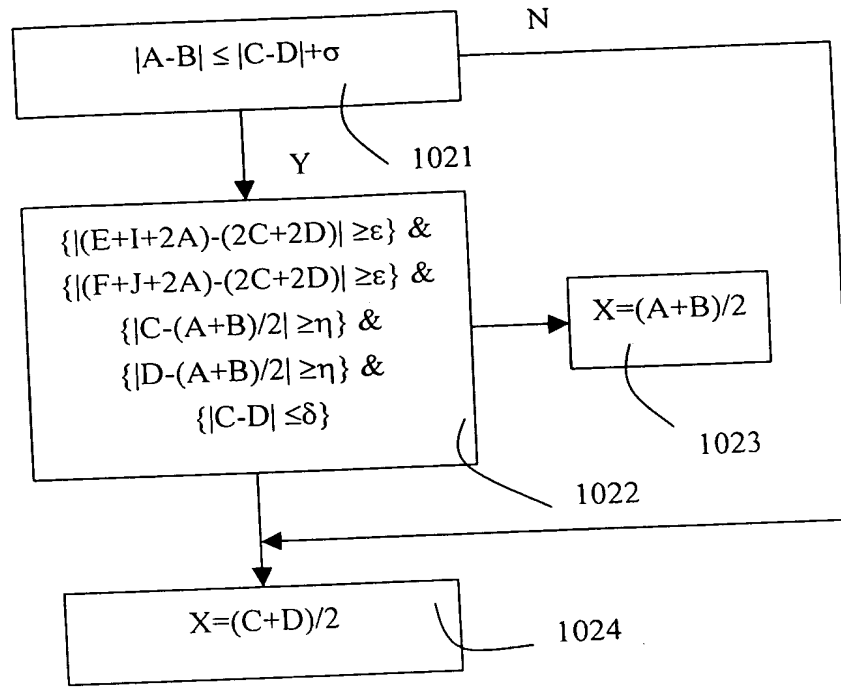 N
|A-B| ≤ |C-D|+σ
1021
Y
{|(E+I+2A)-(2C+2D)| ≥ε} &
{|(F+J+2A)-(2C+2D)| ≥ε} &
{|C-(A+B)/2| ≥η} &
{|D-(A+B)/2| ≥η} &
{|C-D| ≤δ}
X=(A+B)/2
1023
1022
X=(C+D)/2
1024